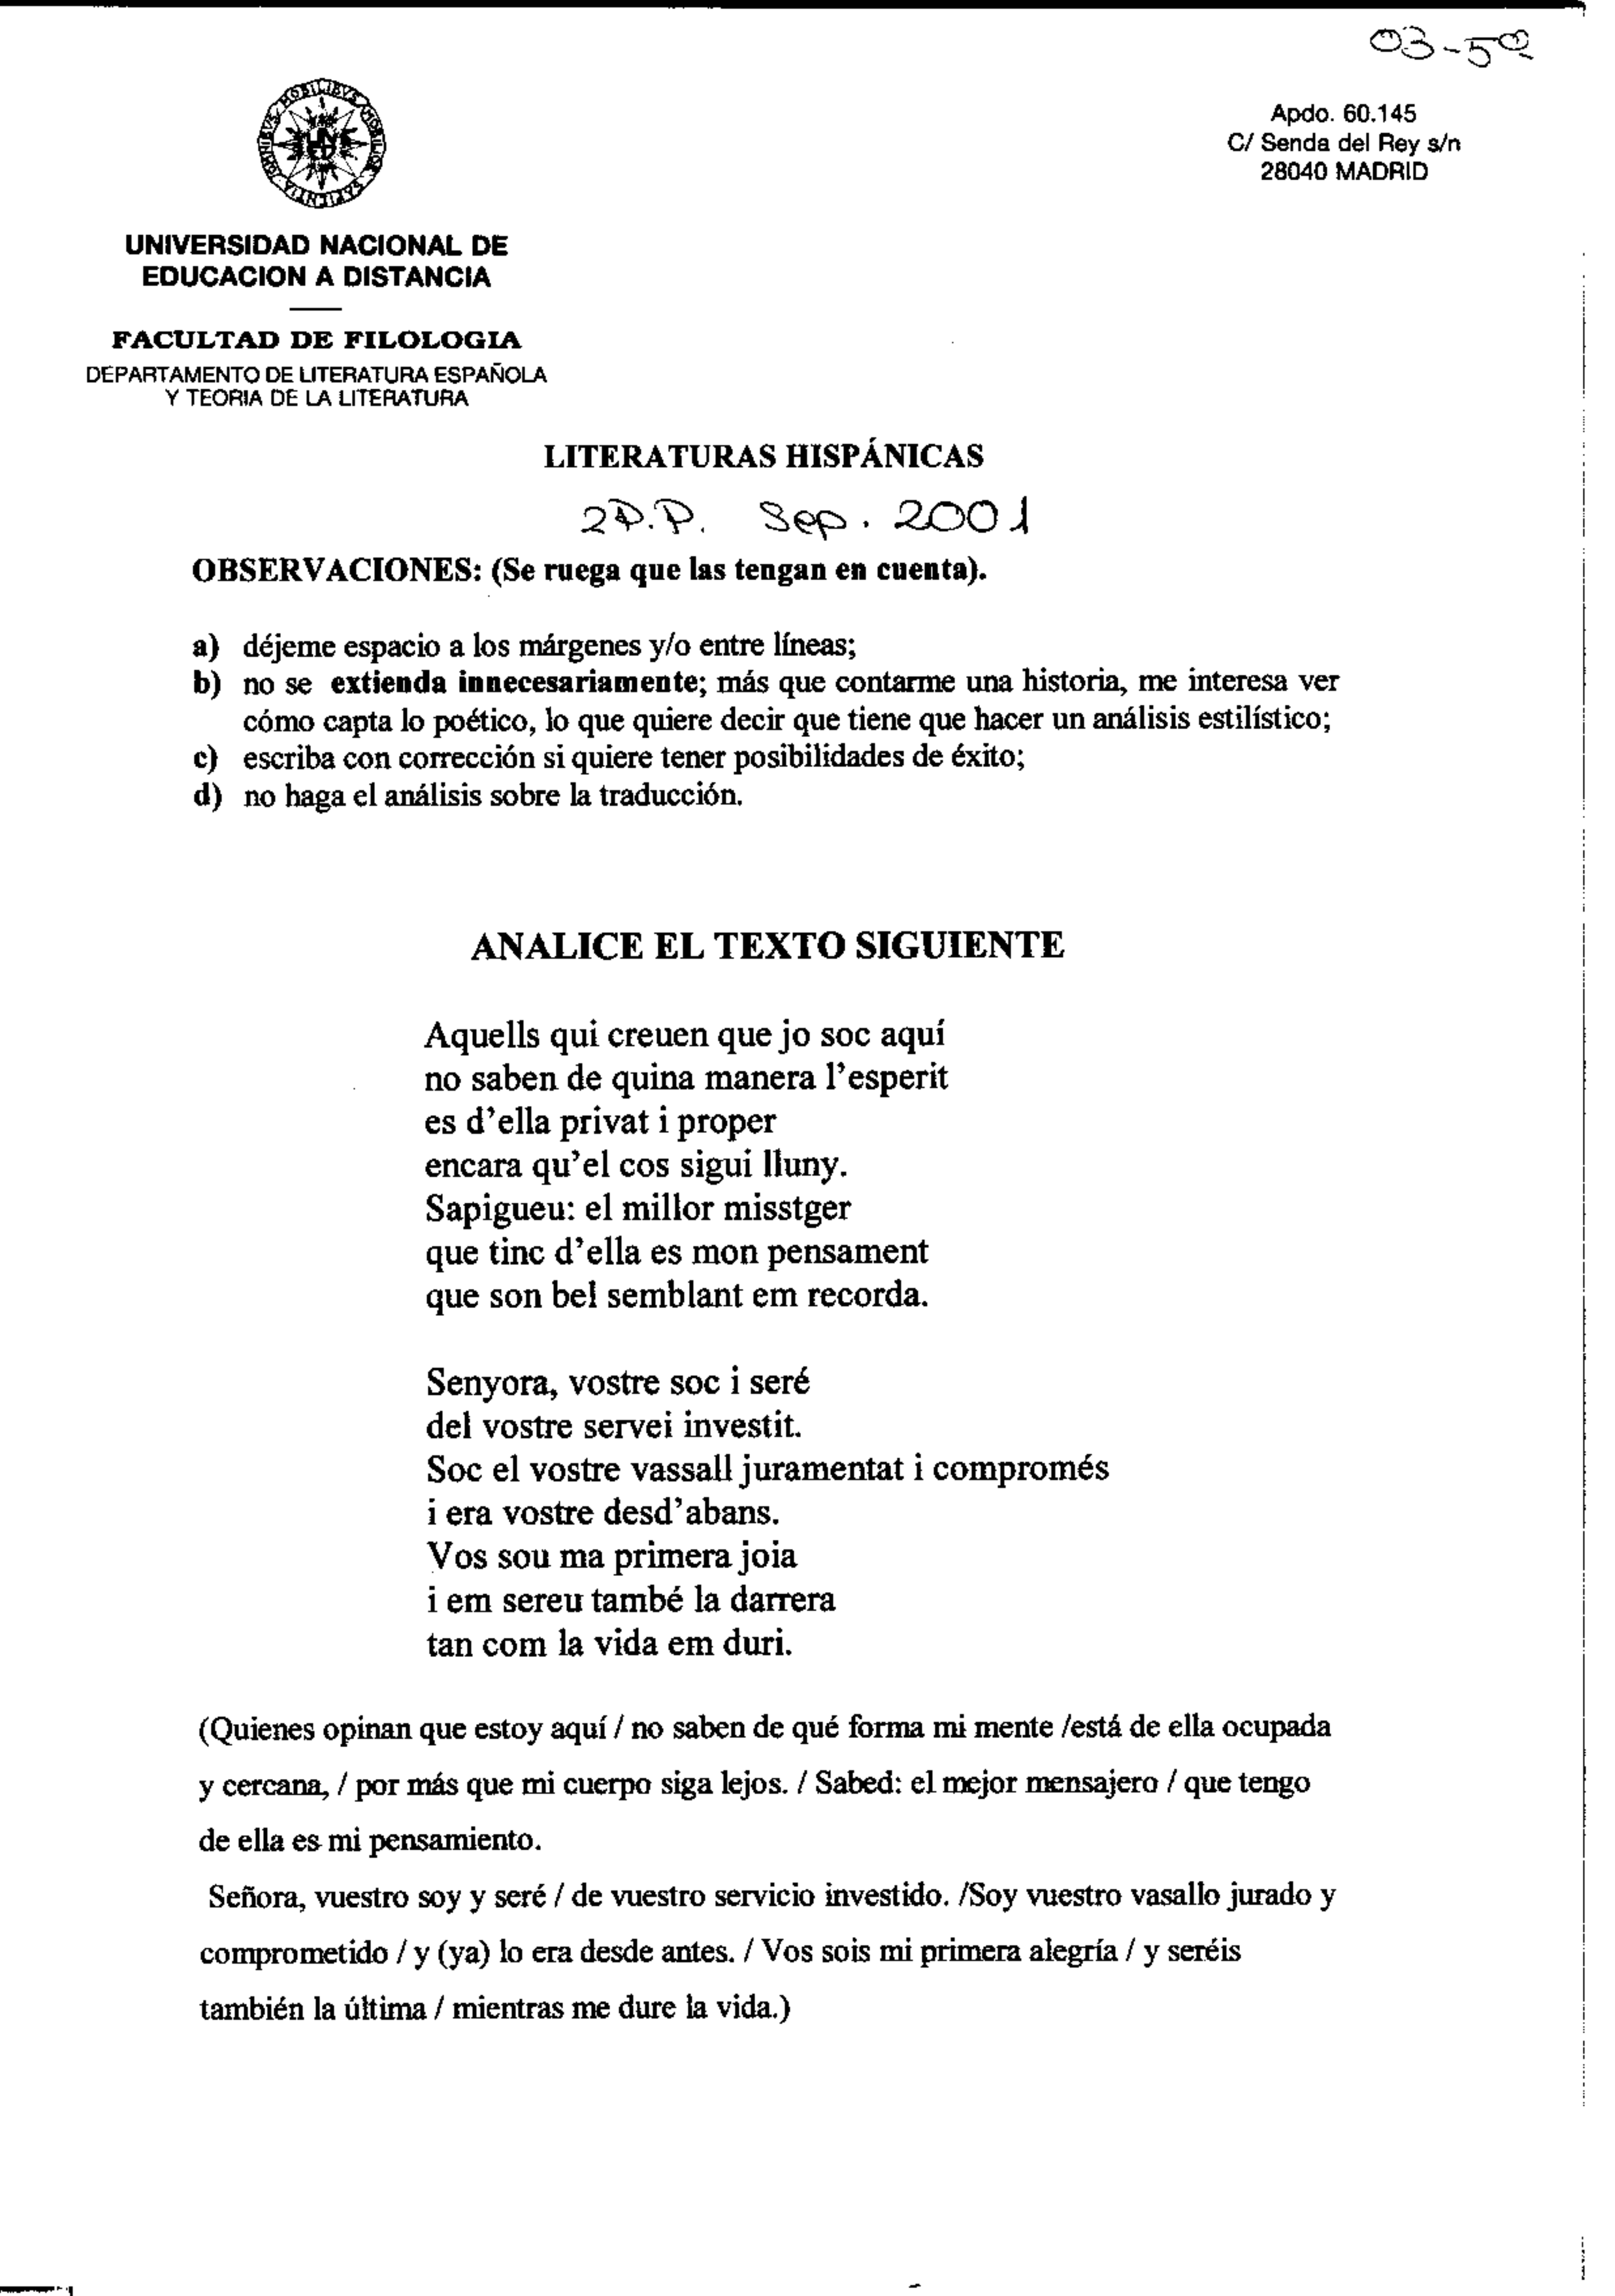 03-5º
OMNIBUS MOBILIBUS MOBILIOR SAPIENTIA
Apdo. 60.145
C/ Senda del Rey s/n
28040 MADRID
UNIVERSIDAD NACIONAL DE
EDUCACION A DISTANCIA
FACULTAD DE FILOLOGIA
DEPARTAMENTO DE LITERATURA ESPAÑOLA
Y TEORIA DE LA LITERATURA
LITERATURAS HISPÁNICAS
2P.P. Sep. 2001
OBSERVACIONES: (Se ruega que las tengan en cuenta).
a) déjeme espacio a los márgenes y/o entre líneas;
b) no se extienda innecesariamente; más que contarme una historia, me interesa ver
cómo capta lo poético, lo que quiere decir que tiene que hacer un análisis estilístico;
c) escriba con corrección si quiere tener posibilidades de éxito;
d) no haga el análisis sobre la traducción.
ANALICE EL TEXTO SIGUIENTE
Aquells qui creuen que jo soc aquí
no saben de quina manera l'esperit
es d'ella privat i proper
encara qu'el cos sigui lluny.
Sapigueu: el millor misstger
que tinc d'ella es mon pensament
que son bel semblant em recorda.
Senyora, vostre soc i seré
del vostre servei investit.
Soc el vostre vassall juramentat i compromés
i era vostre desd'abans.
Vos sou ma primera joia
i em sereu també la darrera
tan com la vida em duri.
(Quienes opinan que estoy aquí / no saben de qué forma mi mente /está de ella ocupada
y cercana, / por más que mi cuerpo siga lejos. / Sabed: el mejor mensajero / que tengo
de ella es mi pensamiento.
Señora, vuestro soy y seré / de vuestro servicio investido. /Soy vuestro vasallo jurado y
comprometido / y (ya) lo era desde antes. / Vos sois mi primera alegría / y seréis
también la última / mientras me dure la vida.)